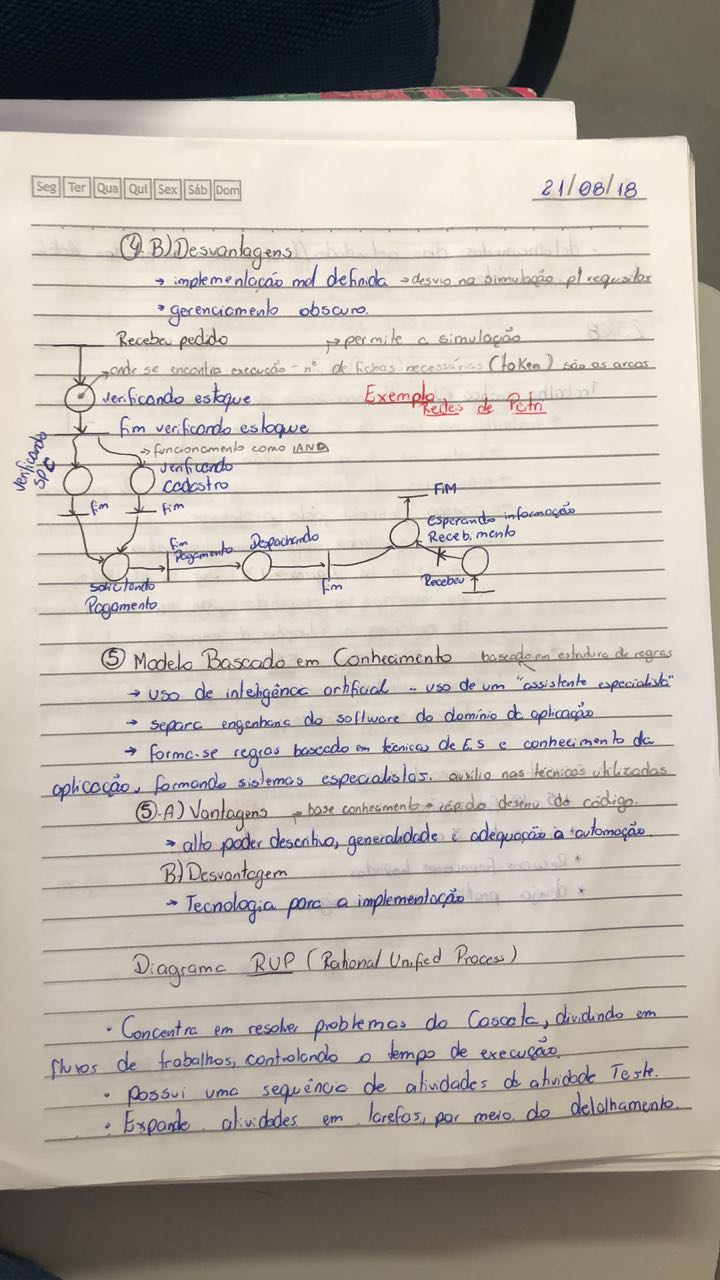 Seg Ter Qua Qui Sex Sáb Dom
21/08/18
4. B) Desvantagens
→ implementação mal definida → desvio na simulação p/ requisitos
→ gerenciamento obscuro.
Recebeu pedido → permite a simulação
→ onde se encontra execução - nº de fichas necessárias (token) são os arcos
verificando estoque
Exemplo
Redes de Petri
fim verificando estoque
→ funcionamento como AND
verificando SPC
verificando cadastro
fim fim
FIM
Esperando informação
Recebimento
fim
Pagamento
Despachando
fim
Recebeu
solicitando
Pagamento
5 Modelo Baseado em Conhecimento baseado em estrutura de regras
→ uso de inteligência artificial - uso de um "assistente especialista"
→ separa engenharia do software do domínio da aplicação
→ forma-se regras baseado em técnicas de E.S e conhecimento da
aplicação, formando sistemas especialistas. auxílio nas técnicas utilizadas
5.A) Vantagens → base conhecimento → rápido desenv do código.
→ alto poder descritivo, generalidade e adequação à automação
B) Desvantagem
→ Tecnologia para a implementação
Diagrama RUP (Rational Unified Process)
• Concentra em resolver problemas do Cascata, dividindo em
fluxos de trabalhos, controlando o tempo de execução.
• Possui uma sequência de atividades da atividade Teste.
• Expande atividades em tarefas, por meio do detalhamento.